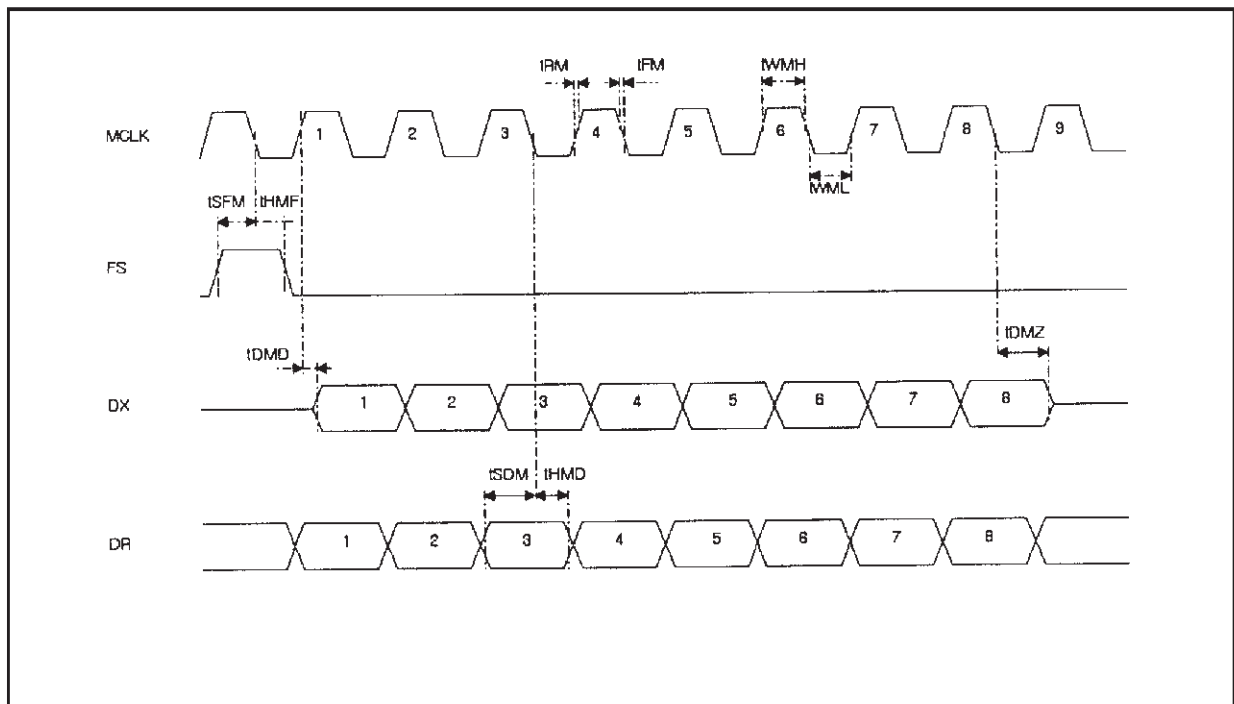 tRM tFM tWMH
MCLK 1 2 3 4 5 6 7 8 9
tWML
tSFM tHMF
FS
tDMD tDMZ
DX 1 2 3 4 5 6 7 8
tSDM tHMD
DR 1 2 3 4 5 6 7 8